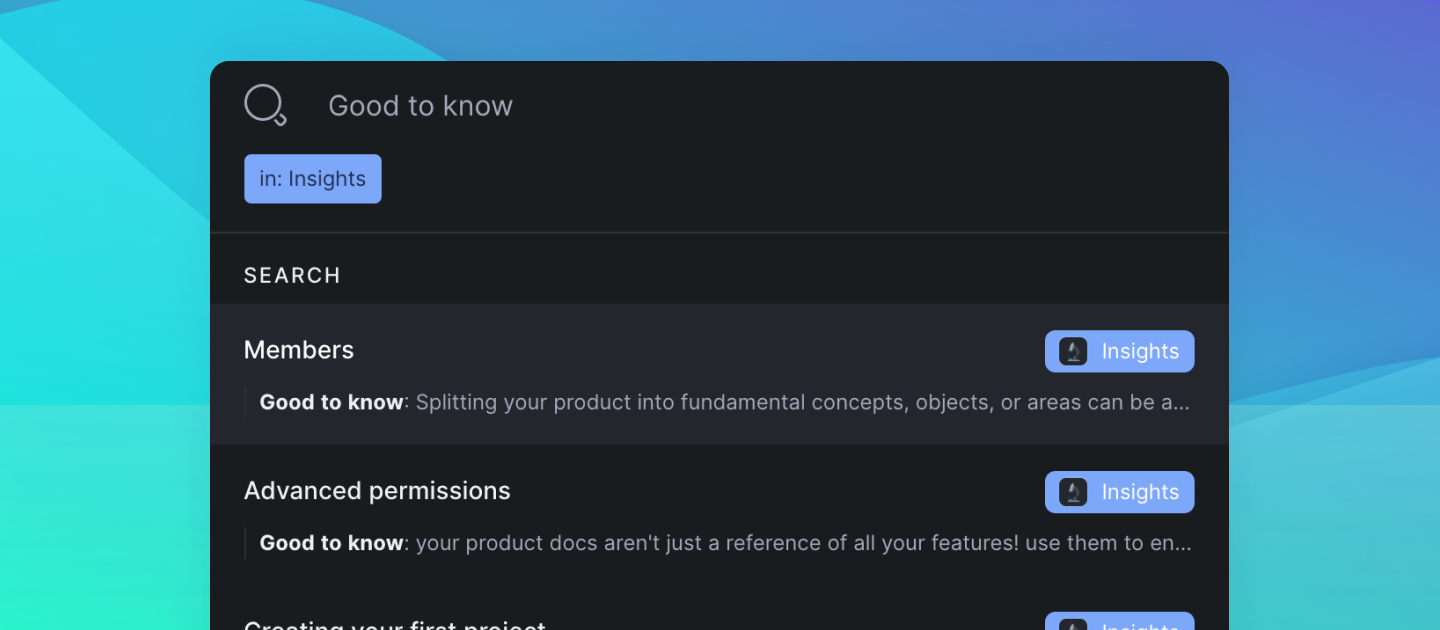 Good to know
in: Insights
SEARCH
Members
Insights
Good to know: Splitting your product into fundamental concepts, objects, or areas can be a...
Advanced permissions
Insights
Good to know: your product docs aren't just a reference of all your features! use them to en...
Creating your first project
Insights